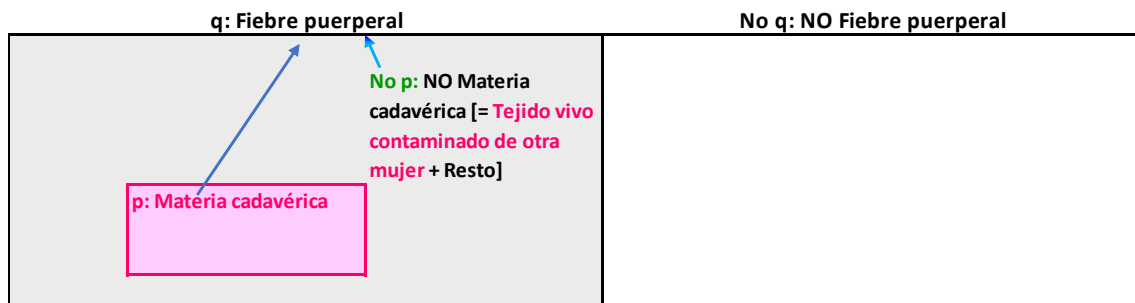 q: Fiebre puerperal
No q: NO Fiebre puerperal
No p: NO Materia
cadavérica [= Tejido vivo
contaminado de otra
mujer + Resto]
p: Materia cadavérica